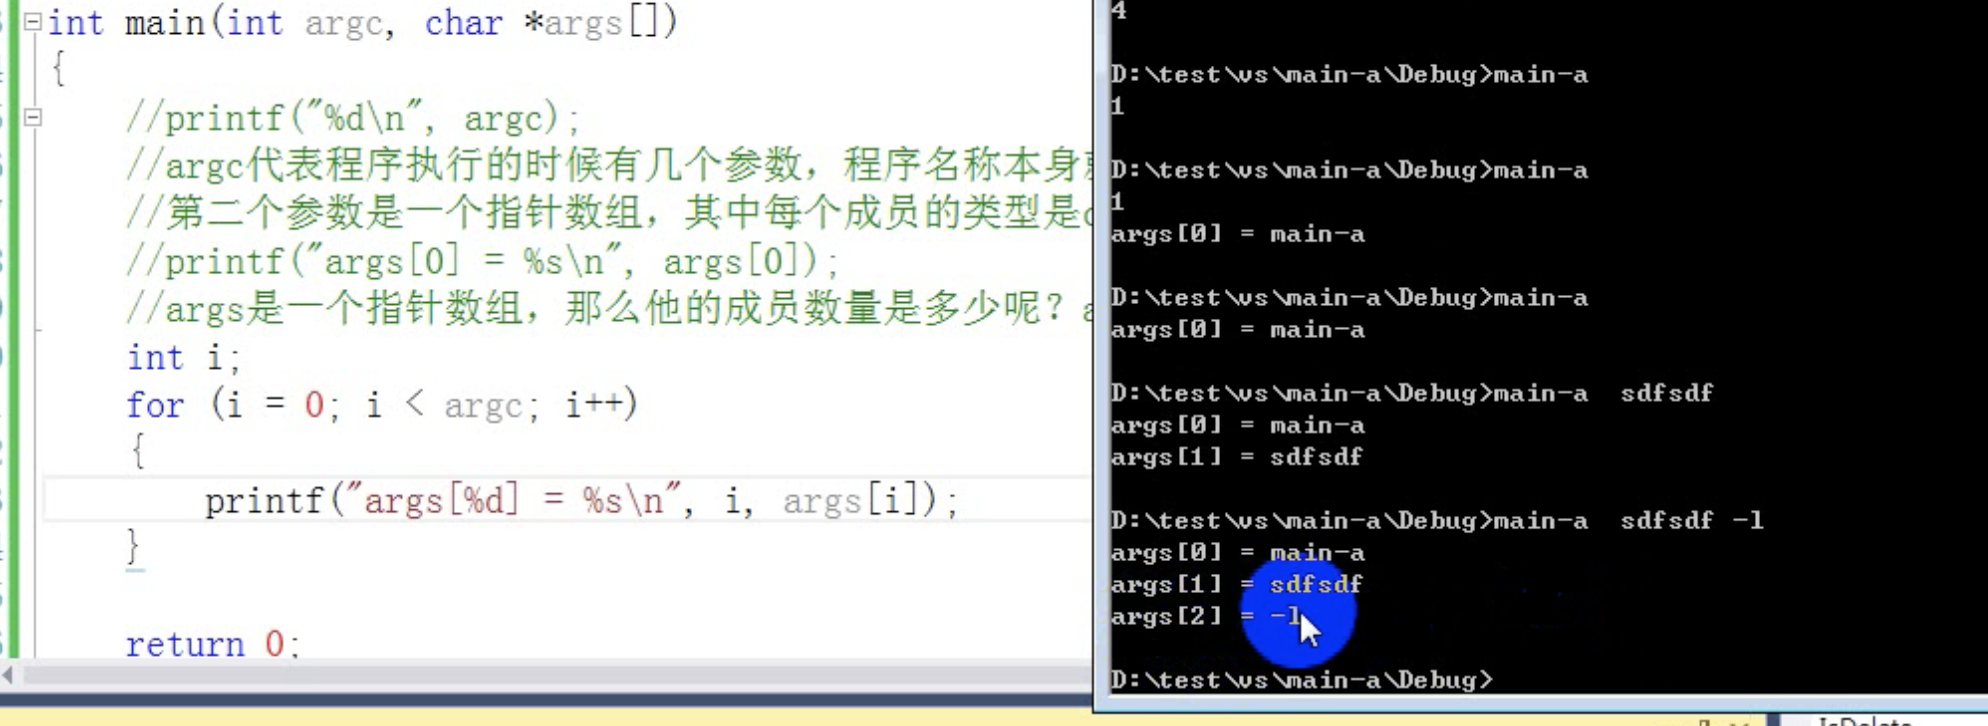 int main(int argc, char *args[])
{
//printf("%d\n", argc);
//argc代表程序执行的时候有几个参数，程序名称本身
//第二个参数是一个指针数组，其中每个成员的类型是
//printf("args[0] = %s\n", args[0]);
//args是一个指针数组，那么他的成员数量是多少呢？a
int i;
for (i = 0; i < argc; i++)
{
printf("args[%d] = %s\n", i, args[i]);
}
return 0;
4
D:\test\vs\main-a\Debug>main-a
1
D:\test\vs\main-a\Debug>main-a
1
args[0] = main-a
D:\test\vs\main-a\Debug>main-a
args[0] = main-a
D:\test\vs\main-a\Debug>main-a  sdfsdf
args[0] = main-a
args[1] = sdfsdf
D:\test\vs\main-a\Debug>main-a  sdfsdf -l
args[0] = main-a
args[1] = sdfsdf
args[2] = -l
D:\test\vs\main-a\Debug>
IsDelete